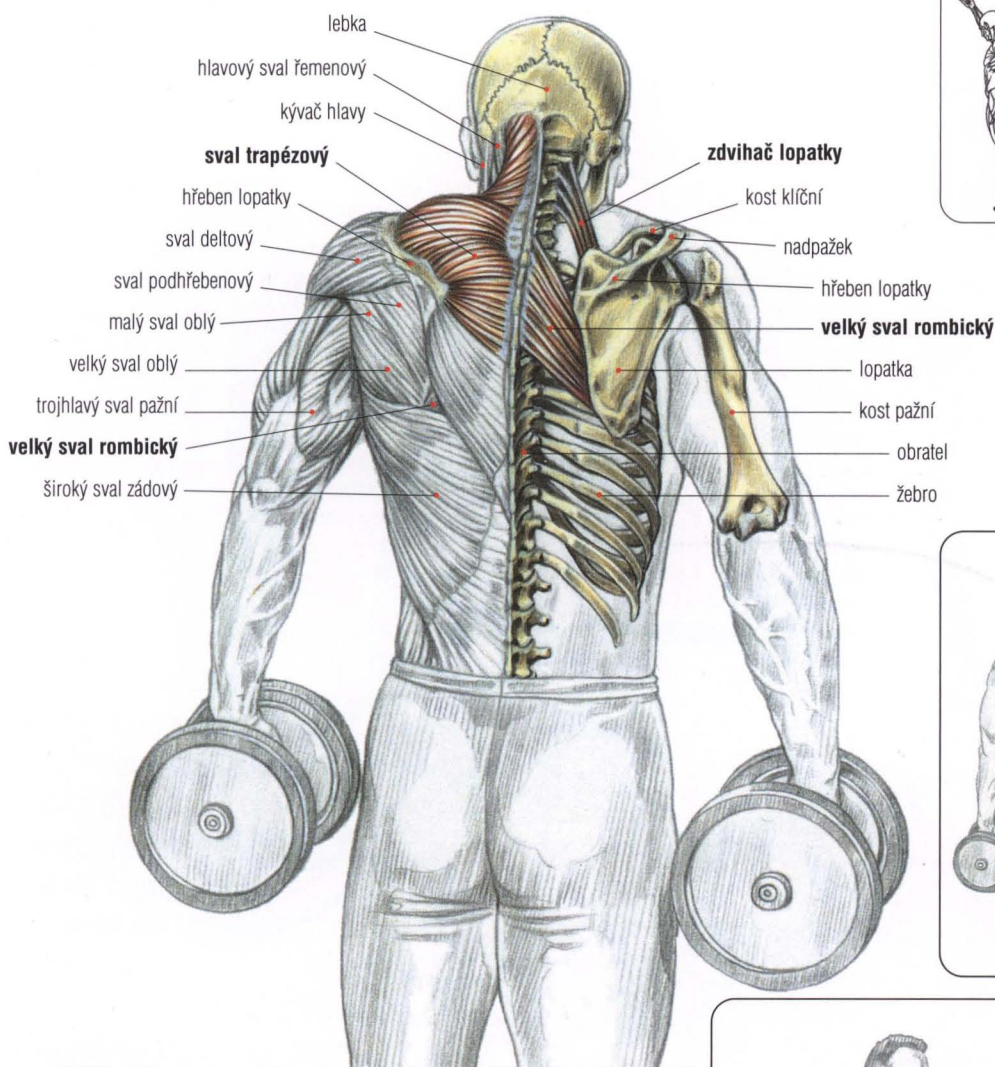 lebka
hlavový sval řemenový
kývač hlavy
sval trapézový
hřeben lopatky
sval deltový
sval podhřebenový
malý sval oblý
velký sval oblý
trojhlavý sval pažní
velký sval rombický
široký sval zádový
zdvihač lopatky
kost klíční
nadpažek
hřeben lopatky
velký sval rombický
lopatka
kost pažní
obratel
žebro